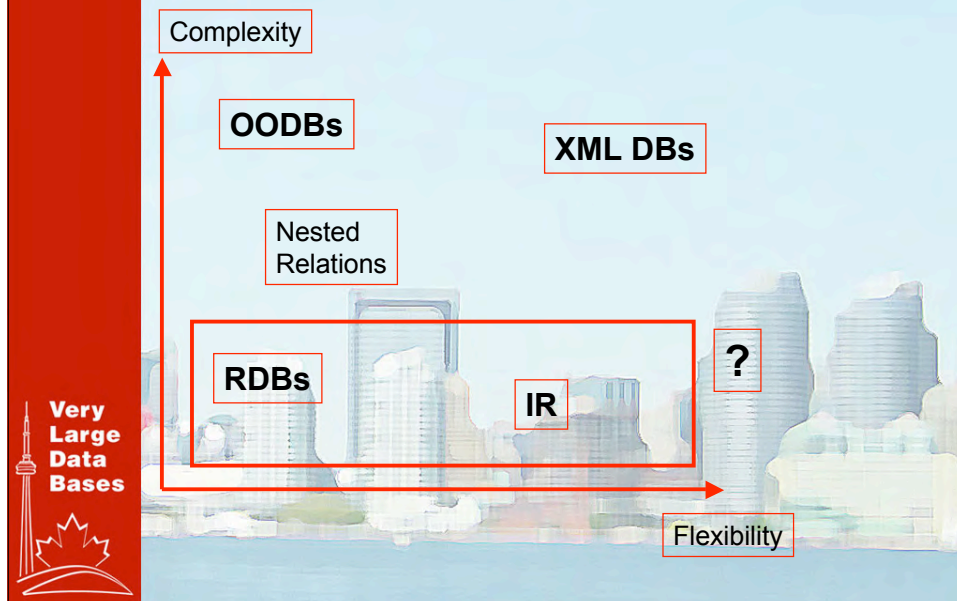 Complexity
OODBs
XML DBs
Nested
Relations
RDBs
?
IR
Very
Large
Data
Bases
Flexibility